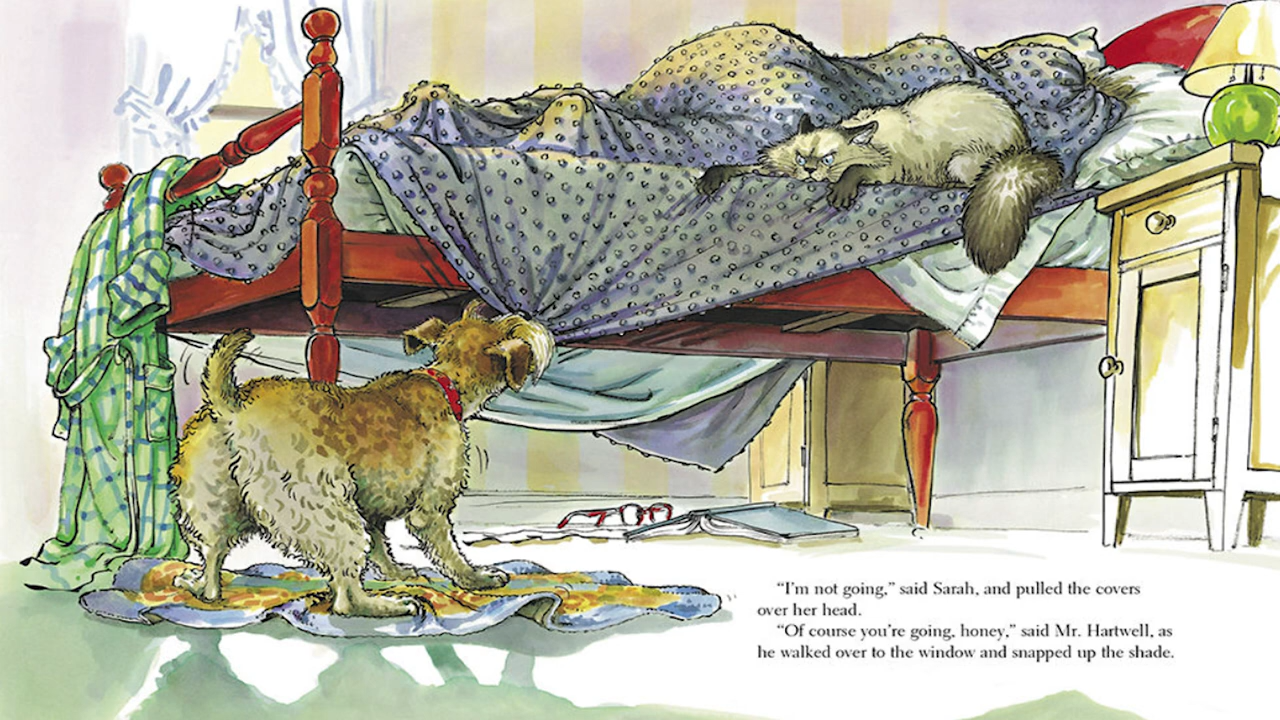 “I’m not going,” said Sarah, and pulled the covers
over her head.
“Of course you’re going, honey,” said Mr. Hartwell, as
he walked over to the window and snapped up the shade.